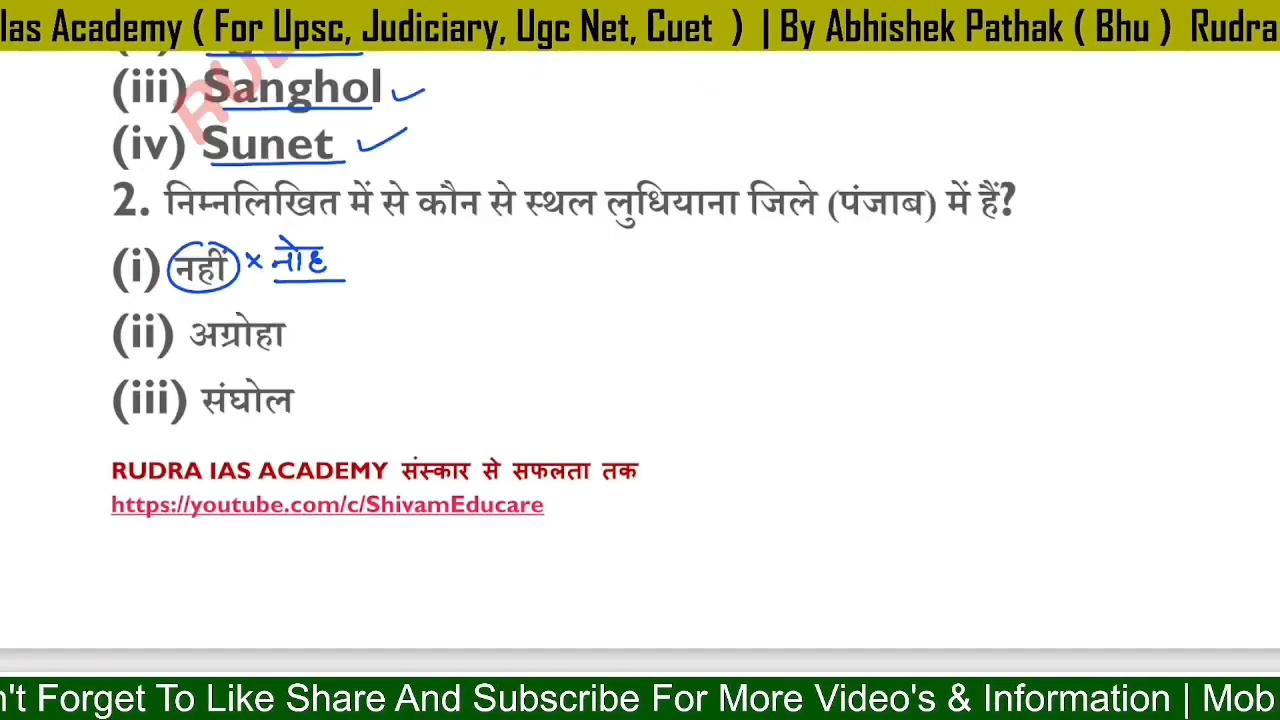 Ias Academy ( For Upsc, Judiciary, Ugc Net, Cuet ) | By Abhishek Pathak ( Bhu ) Rudra
(iii) Sanghol
(iv) Sunet
2. निम्नलिखित में से कौन से स्थल लुधियाना जिले (पंजाब) में हैं?
(i) नहीं × नोह
(ii) अग्रोहा
(iii) संघोल
RUDRA IAS ACADEMY संस्कार से सफलता तक
https://youtube.com/c/ShivamEducare
n't Forget To Like Share And Subscribe For More Video's & Information | Mob